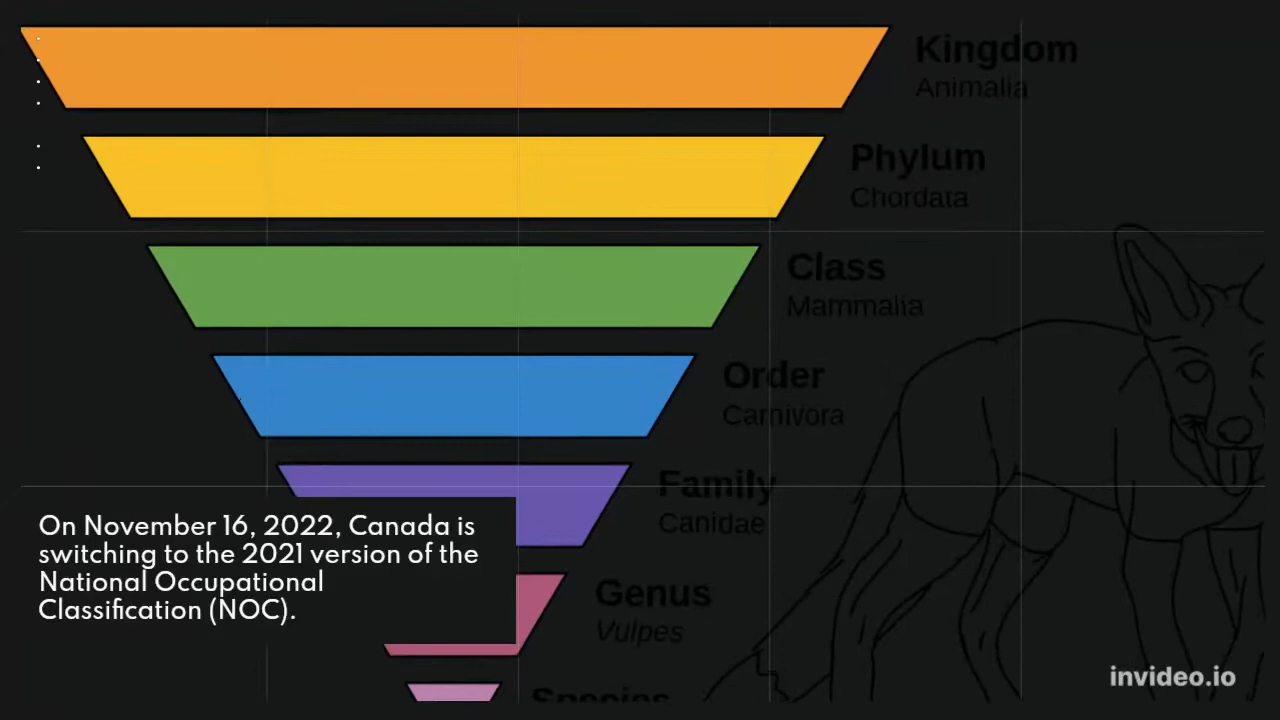 Kingdom
Animalia
Phylum
Chordata
Class
Mammalia
Order
Carnivora
Family
Canidae
Genus
Vulpes
Species
On November 16, 2022, Canada is
switching to the 2021 version of the
National Occupational
Classification (NOC).
invideo.io